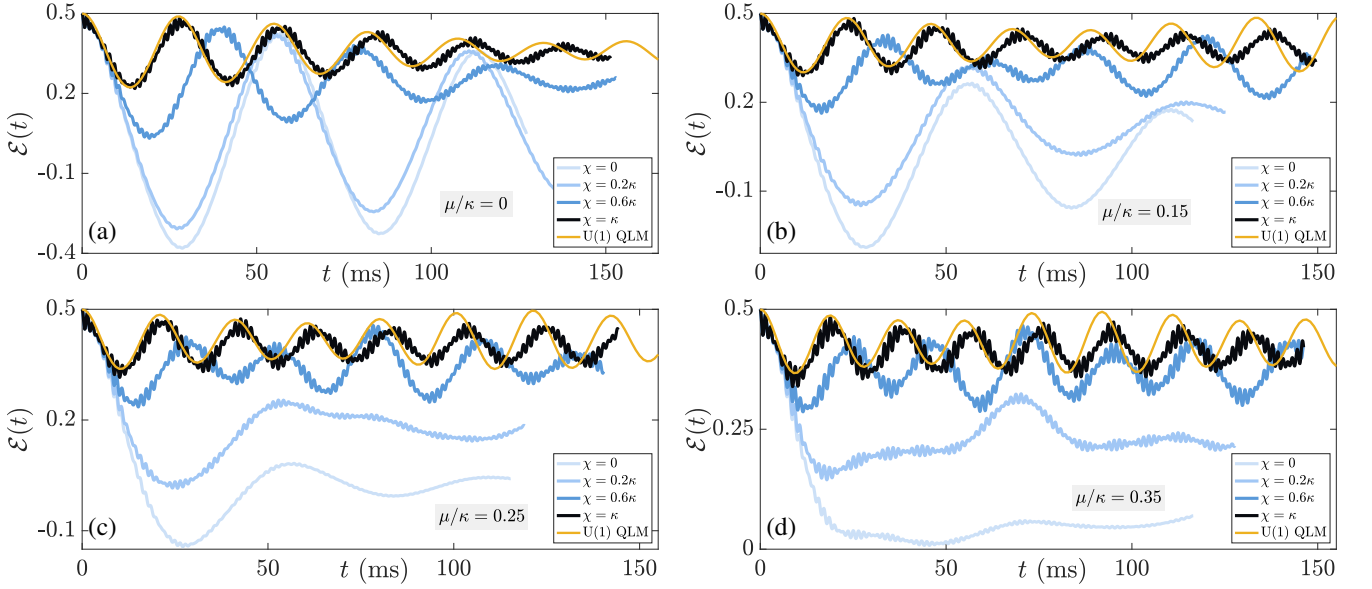 0.5
0.2
-0.1
-0.4
ℰ(t)
(a)
μ/κ = 0
χ = 0
χ = 0.2κ
χ = 0.6κ
χ = κ
U(1) QLM
0 50 100 150
t (ms)
0.5
0.2
-0.1
ℰ(t)
(b)
μ/κ = 0.15
χ = 0
χ = 0.2κ
χ = 0.6κ
χ = κ
U(1) QLM
0 50 100 150
t (ms)
0.5
0.2
-0.1
ℰ(t)
(c)
μ/κ = 0.25
χ = 0
χ = 0.2κ
χ = 0.6κ
χ = κ
U(1) QLM
0 50 100 150
t (ms)
0.5
0.25
0
ℰ(t)
(d)
μ/κ = 0.35
χ = 0
χ = 0.2κ
χ = 0.6κ
χ = κ
U(1) QLM
0 50 100 150
t (ms)